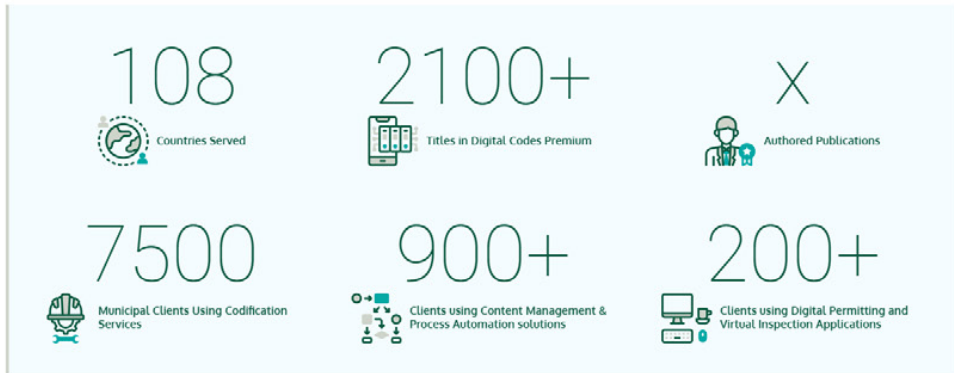 108
Countries Served
2100+
Titles in Digital Codes Premium
x
Authored Publications
7500
Municipal Clients Using Codification
Services
900+
Clients using Content Management &
Process Automation solutions
200+
Clients using Digital Permitting and
Virtual Inspection Applications